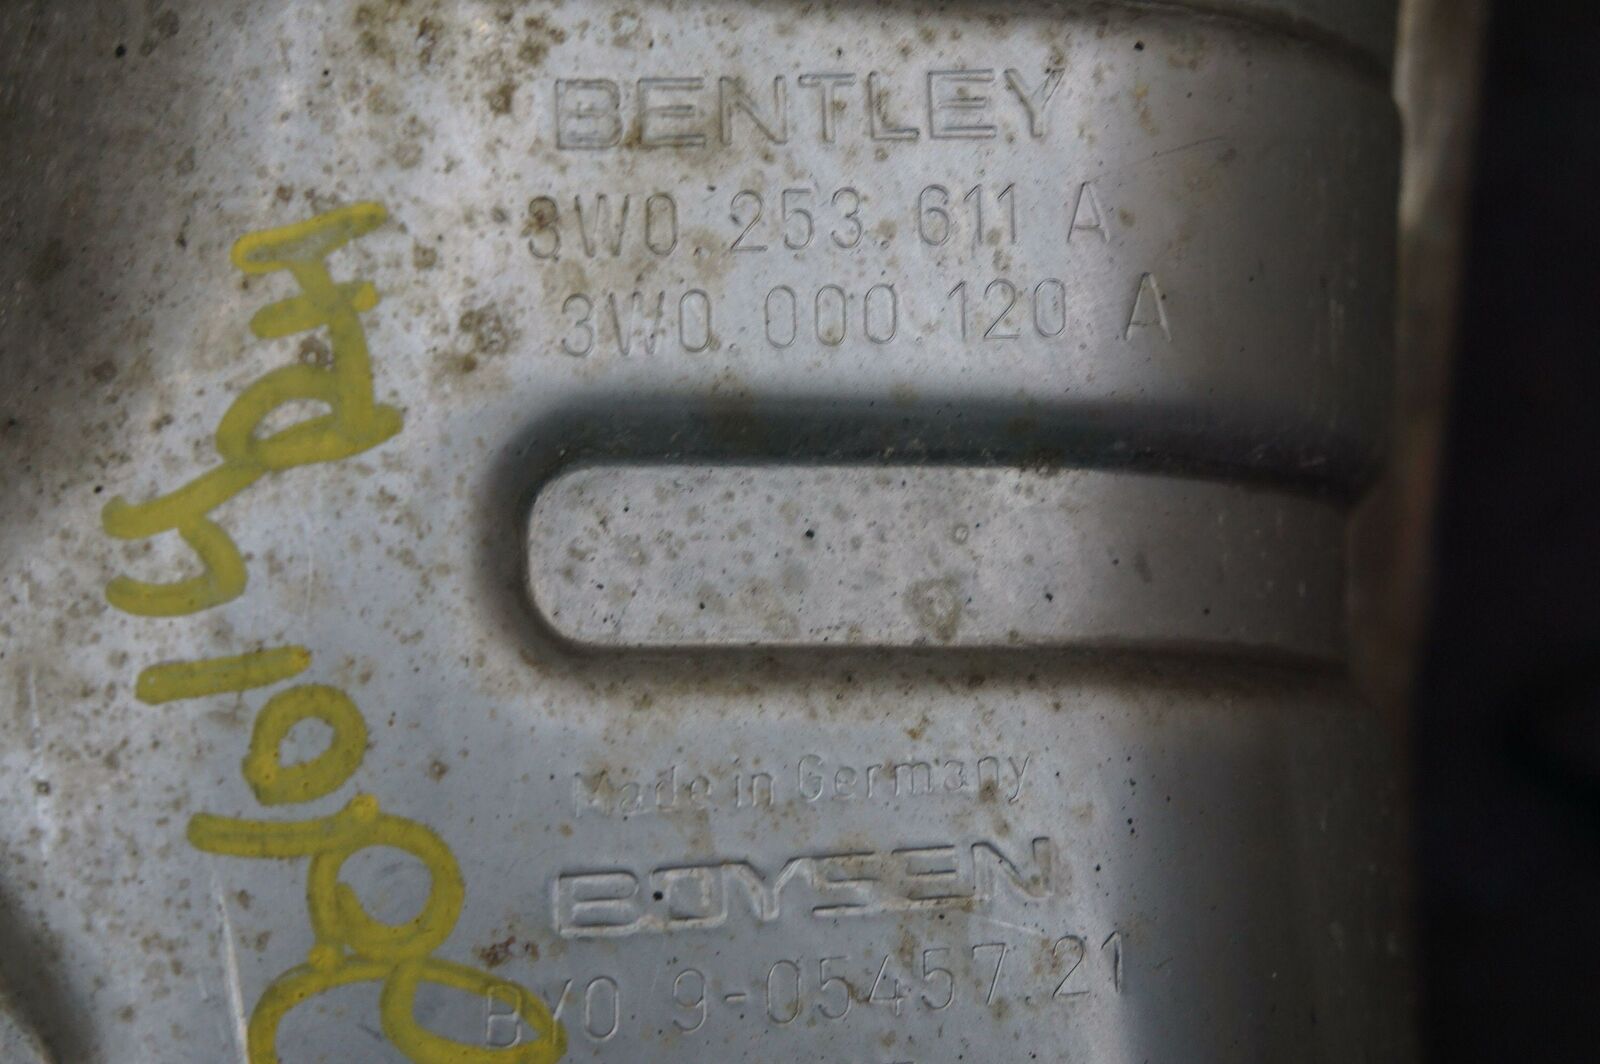 BENTLEY
3W0.253.611 A
3W0.000.120 A
Made in Germany
BOYSEN
BY0 9-05457.21